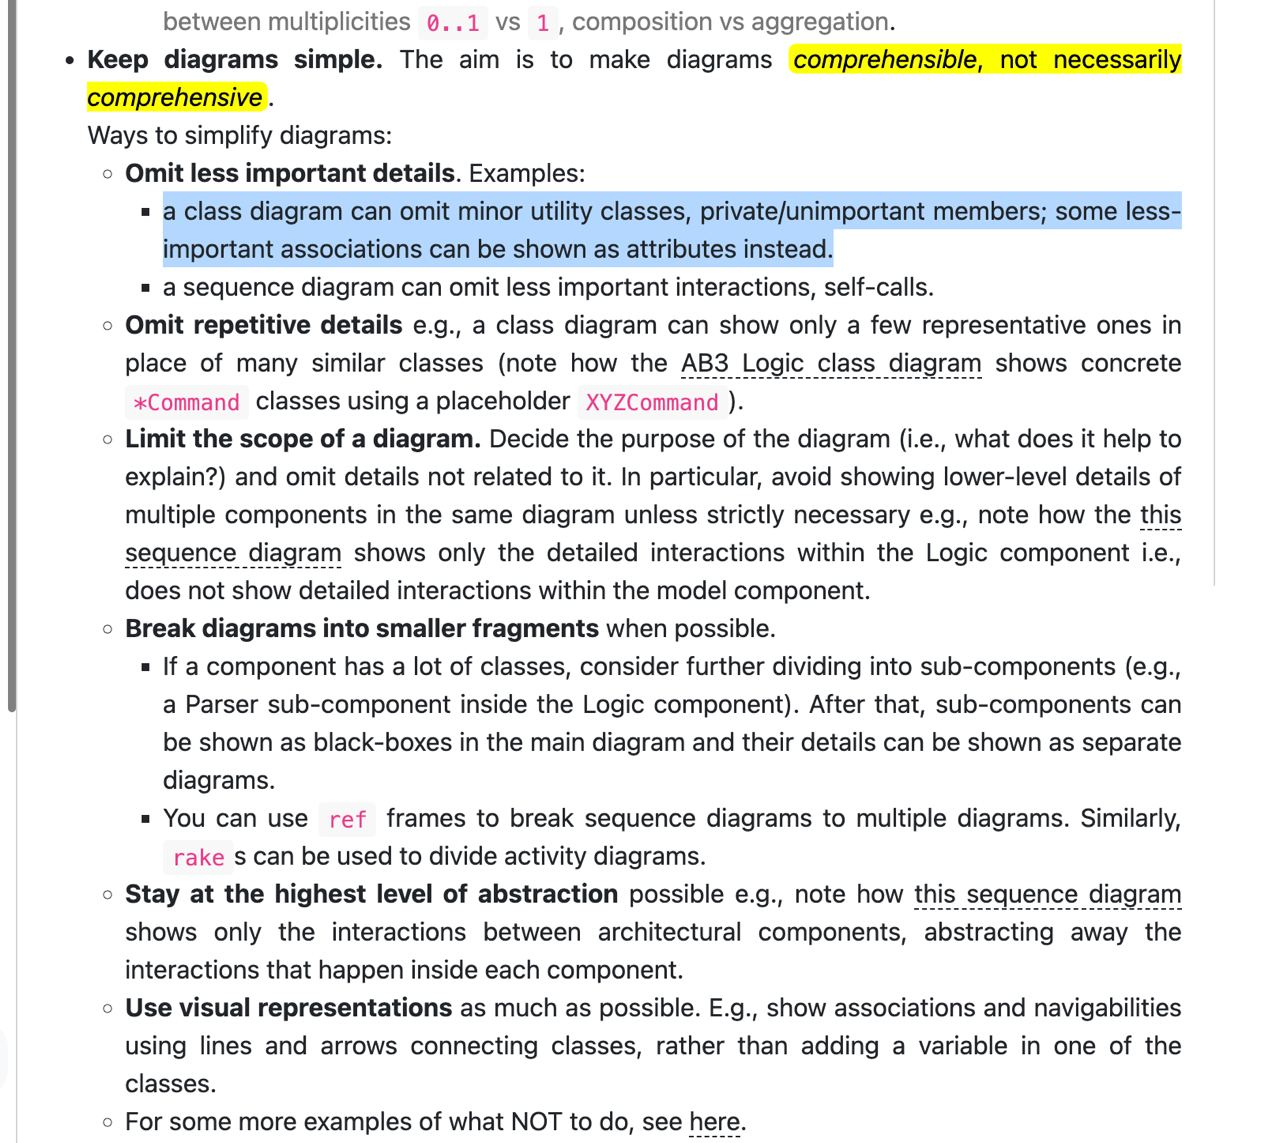 between multiplicities 0..1 vs 1 , composition vs aggregation.
• Keep diagrams simple. The aim is to make diagrams comprehensible, not necessarily
comprehensive.
Ways to simplify diagrams:
◦ Omit less important details. Examples:
▪ a class diagram can omit minor utility classes, private/unimportant members; some less-
important associations can be shown as attributes instead.
▪ a sequence diagram can omit less important interactions, self-calls.
◦ Omit repetitive details e.g., a class diagram can show only a few representative ones in
place of many similar classes (note how the AB3 Logic class diagram shows concrete
*Command classes using a placeholder XYZCommand ).
◦ Limit the scope of a diagram. Decide the purpose of the diagram (i.e., what does it help to
explain?) and omit details not related to it. In particular, avoid showing lower-level details of
multiple components in the same diagram unless strictly necessary e.g., note how the this
sequence diagram shows only the detailed interactions within the Logic component i.e.,
does not show detailed interactions within the model component.
◦ Break diagrams into smaller fragments when possible.
▪ If a component has a lot of classes, consider further dividing into sub-components (e.g.,
a Parser sub-component inside the Logic component). After that, sub-components can
be shown as black-boxes in the main diagram and their details can be shown as separate
diagrams.
▪ You can use ref frames to break sequence diagrams to multiple diagrams. Similarly,
rake s can be used to divide activity diagrams.
◦ Stay at the highest level of abstraction possible e.g., note how this sequence diagram
shows only the interactions between architectural components, abstracting away the
interactions that happen inside each component.
◦ Use visual representations as much as possible. E.g., show associations and navigabilities
using lines and arrows connecting classes, rather than adding a variable in one of the
classes.
◦ For some more examples of what NOT to do, see here.